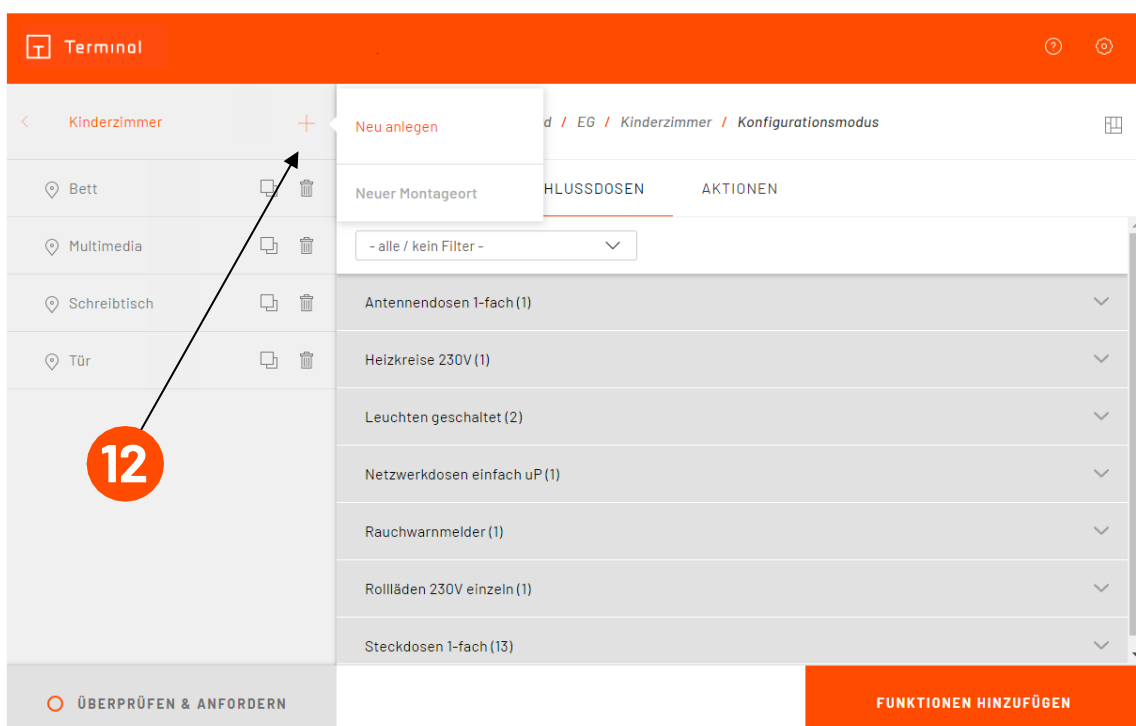 Terminal
Kinderzimmer
Neu anlegen
d / EG / Kinderzimmer / Konfigurationsmodus
Bett
Neuer Montageort
HLUSSDOSEN
AKTIONEN
Multimedia
- alle / kein Filter -
Schreibtisch
Antennendosen 1-fach (1)
Tür
Heizkreise 230V (1)
Leuchten geschaltet (2)
12
Netzwerkdosen einfach uP (1)
Rauchwarnmelder (1)
Rollläden 230V einzeln (1)
Steckdosen 1-fach (13)
ÜBERPRÜFEN & ANFORDERN
FUNKTIONEN HINZUFÜGEN